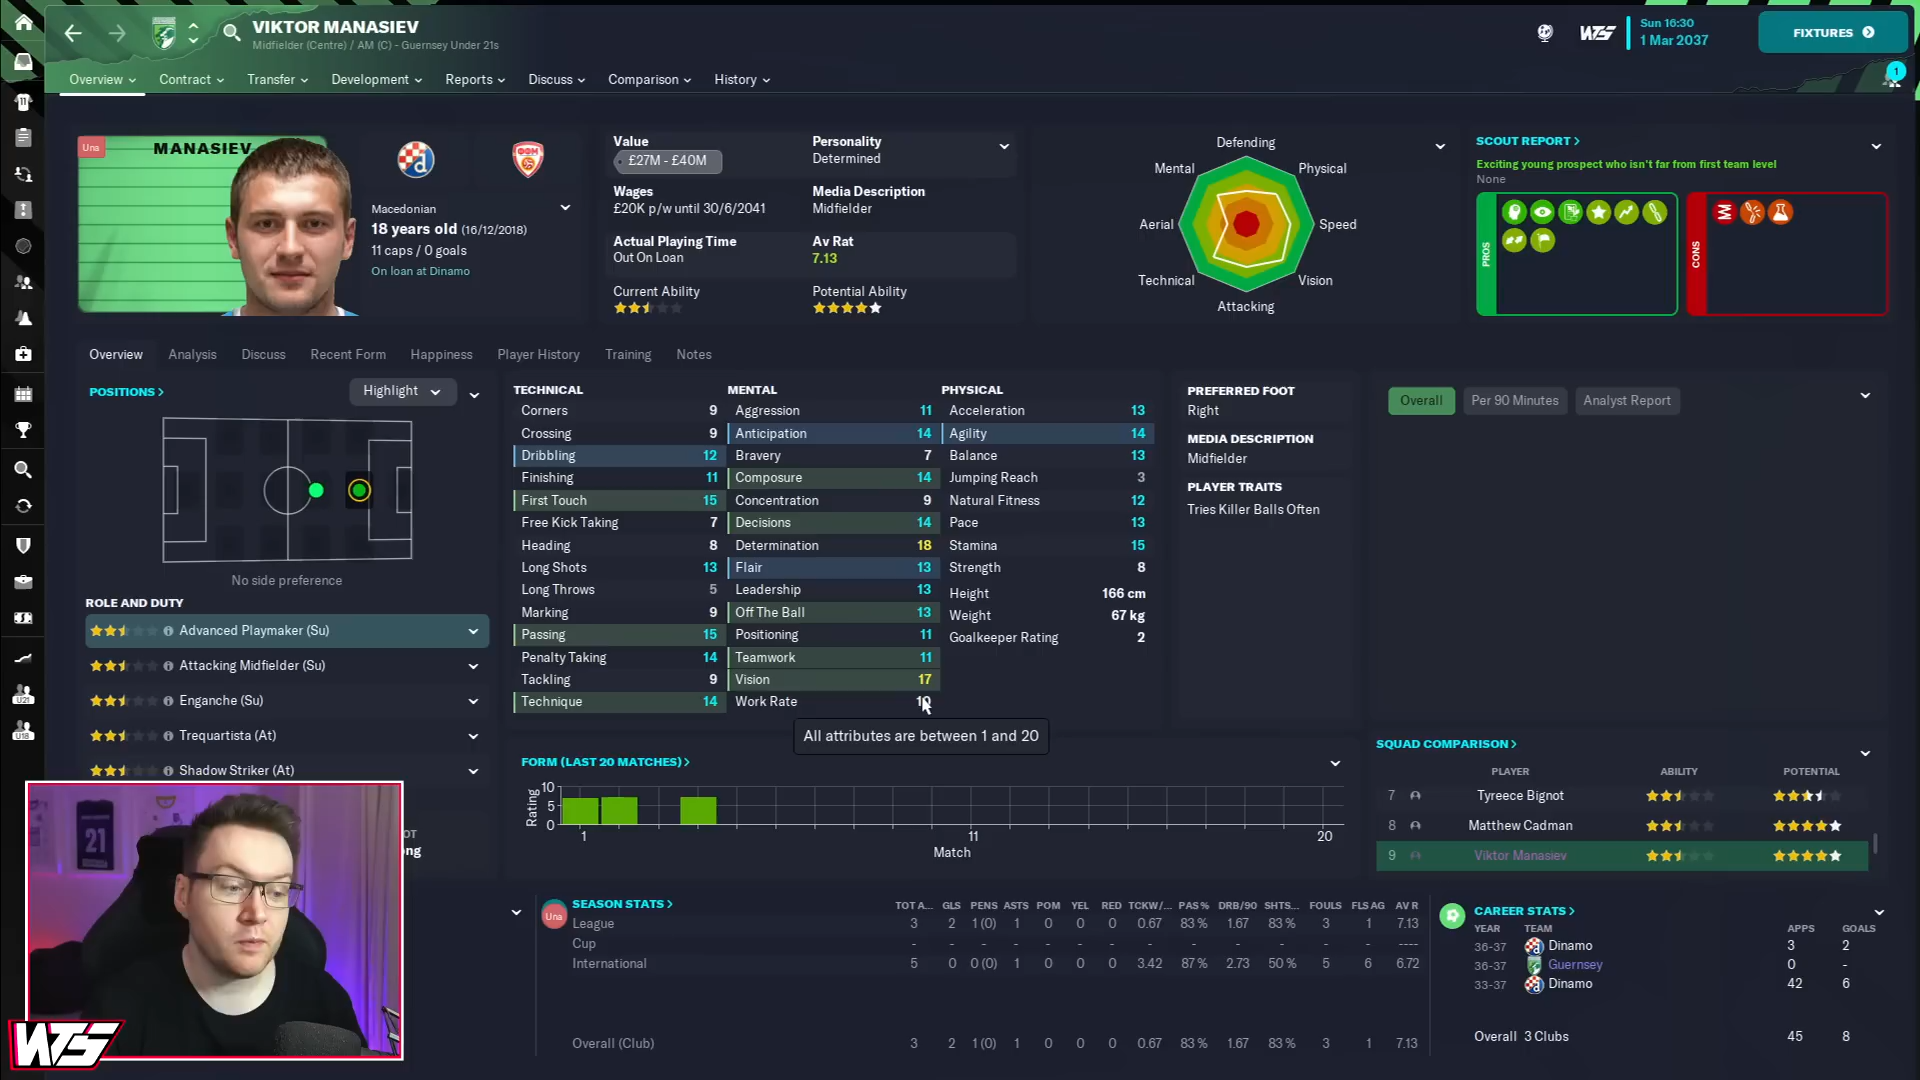 VIKTOR MANASIEV
Midfielder (Centre) / AM (C) - Guernsey Under 21s
WTS
Sun 16:30
1 Mar 2037
FIXTURES
1
Overview
Contract
Transfer
Development
Reports
Discuss
Comparison
History
11
U21
U18
Una
MANASIEV
Macedonian
18 years old (16/12/2018)
11 caps / 0 goals
On loan at Dinamo
Value
£27M - £40M
Personality
Determined
Wages
£20K p/w until 30/6/2041
Media Description
Midfielder
Actual Playing Time
Out On Loan
Av Rat
7.13
Current Ability
Potential Ability
Defending
Physical
Speed
Vision
Attacking
Technical
Aerial
Mental
SCOUT REPORT >
Exciting young prospect who isn't far from first team level
None
PROS
CONS
Overview
Analysis
Discuss
Recent Form
Happiness
Player History
Training
Notes
POSITIONS >
Highlight
No side preference
ROLE AND DUTY
Advanced Playmaker (Su)
Attacking Midfielder (Su)
Enganche (Su)
Trequartista (At)
Shadow Striker (At)
TECHNICAL
Corners 9
Crossing 9
Dribbling 12
Finishing 11
First Touch 15
Free Kick Taking 7
Heading 8
Long Shots 13
Long Throws 5
Marking 9
Passing 15
Penalty Taking 14
Tackling 9
Technique 14
MENTAL
Aggression 11
Anticipation 14
Bravery 7
Composure 14
Concentration 9
Decisions 14
Determination 18
Flair 13
Leadership 13
Off The Ball 13
Positioning 11
Teamwork 11
Vision 17
Work Rate
All attributes are between 1 and 20
PHYSICAL
Acceleration 13
Agility 14
Balance 13
Jumping Reach 3
Natural Fitness 12
Pace 13
Stamina 15
Strength 8
Height 166 cm
Weight 67 kg
Goalkeeper Rating 2
PREFERRED FOOT
Right
MEDIA DESCRIPTION
Midfielder
PLAYER TRAITS
Tries Killer Balls Often
Overall
Per 90 Minutes
Analyst Report
FORM (LAST 20 MATCHES) >
Rating
10
5
0
1 11 20
Match
SQUAD COMPARISON >
PLAYER ABILITY POTENTIAL
7 Tyreece Bignot
8 Matthew Cadman
9 Viktor Manasiev
SEASON STATS >
Una
TOT A... GLS PENS ASTS POM YEL RED TCKW/... PAS% DRB/90 SHTS... FOULS FLS AG AV R
League 3 2 1 (0) 1 0 0 0 0.67 83 % 1.67 83 % 3 1 7.13
Cup - - - - - - - - - - - - - ----
International 5 0 0 (0) 1 0 0 0 3.42 87 % 2.73 50 % 5 6 6.72
Overall (Club) 3 2 1 (0) 1 0 0 0 0.67 83 % 1.67 83 % 3 1 7.13
CAREER STATS >
YEAR TEAM APPS GOALS
36-37 Dinamo 3 2
36-37 Guernsey 0 -
33-37 Dinamo 42 6
Overall 3 Clubs 45 8
21
WTS